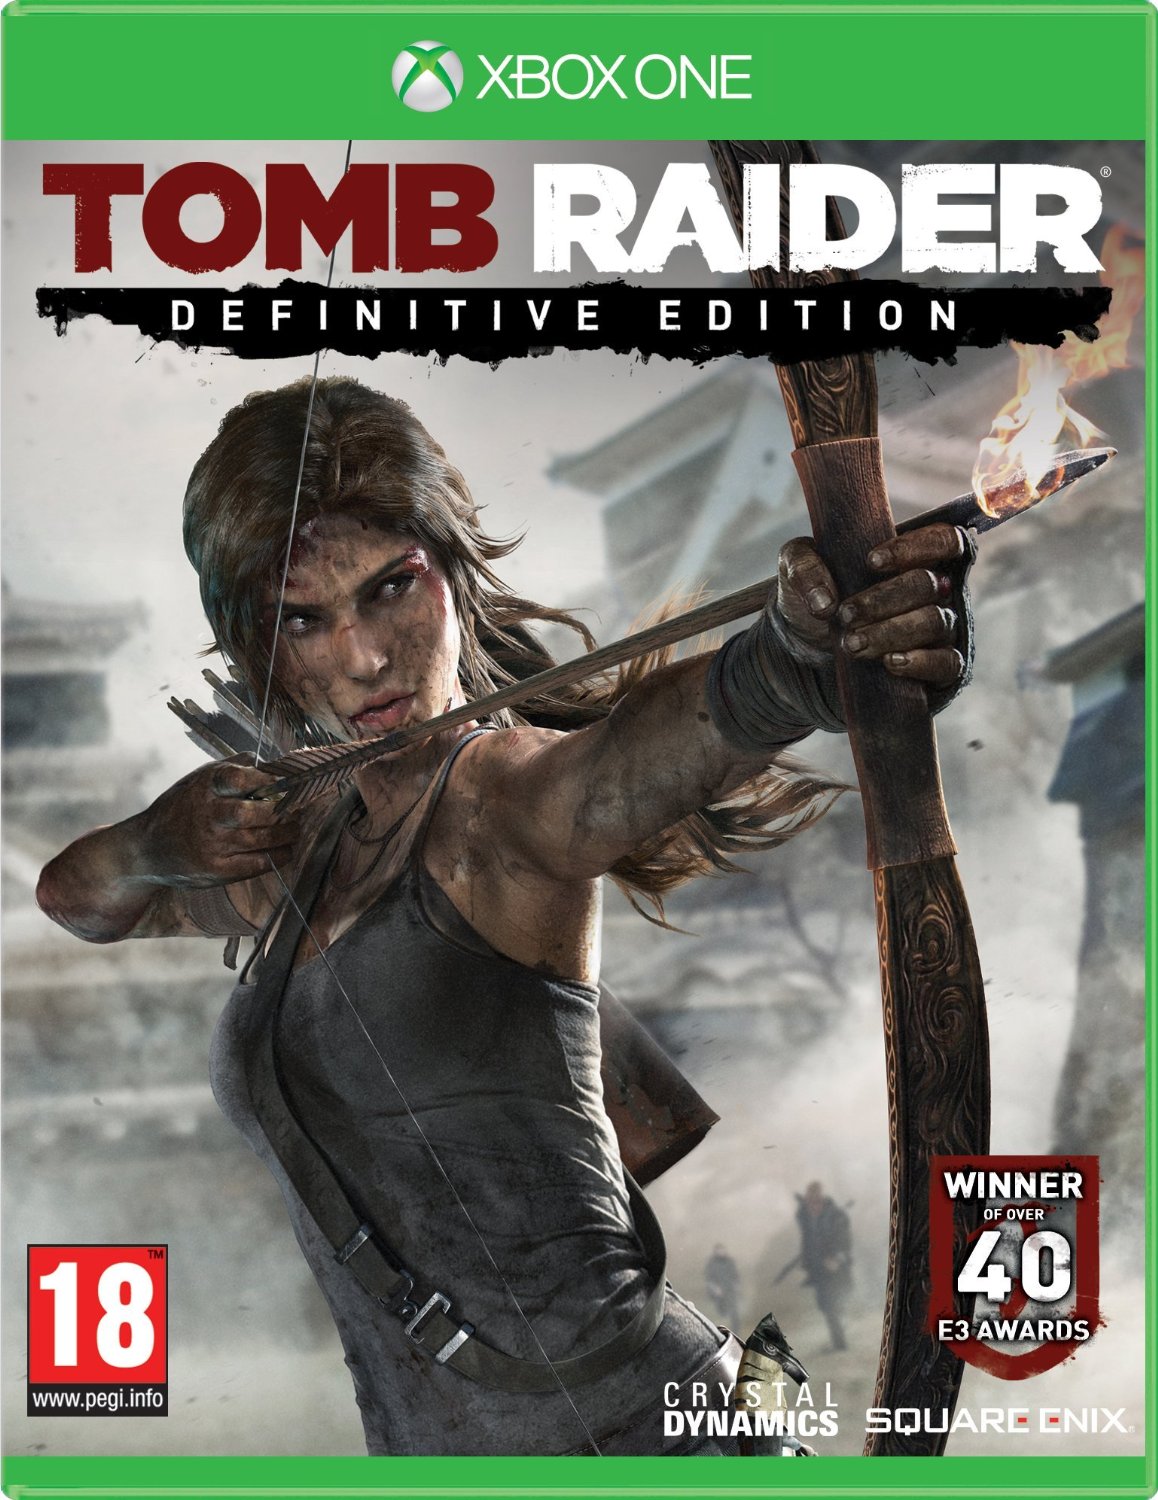 XBOX ONE
TOMB RAIDER®
DEFINITIVE EDITION
WINNER
OF OVER
40
E3 AWARDS
18™
www.pegi.info
CRYSTAL
DYNAMICS
SQUARE ENIX®